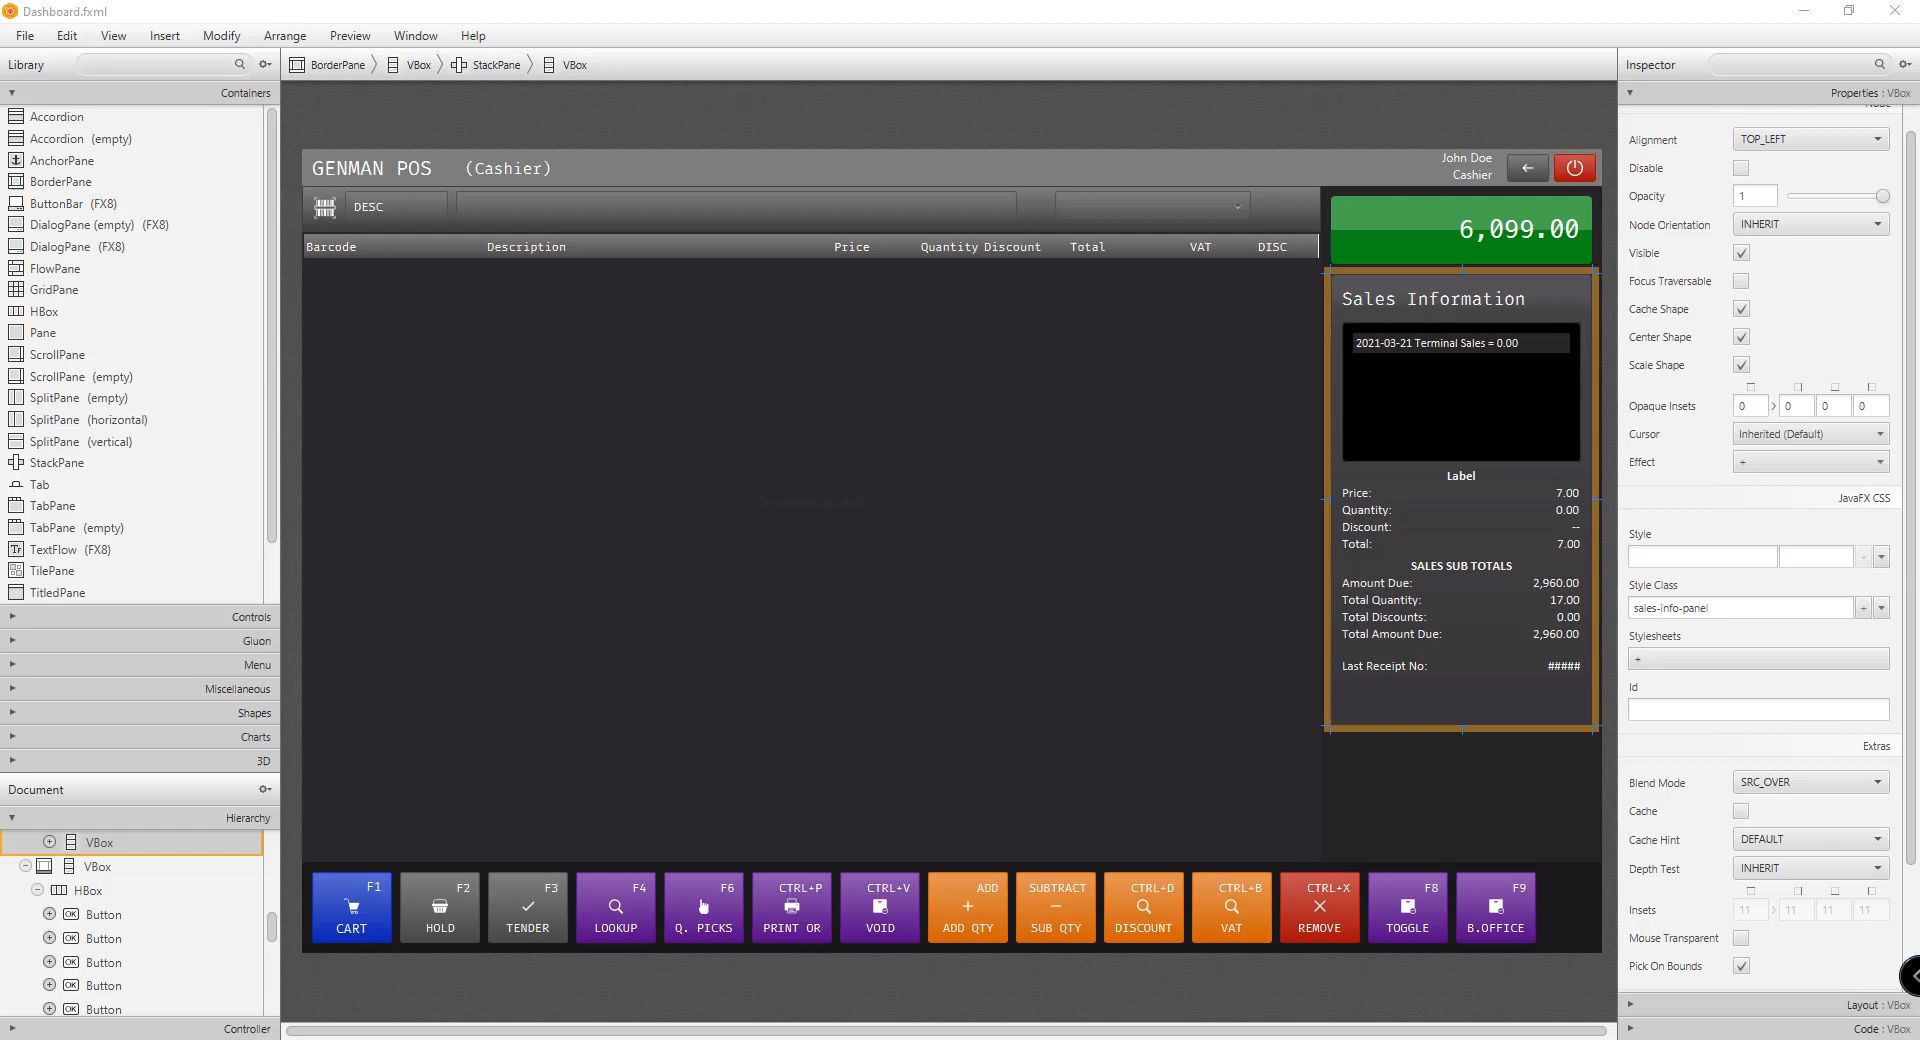 Dashboard.fxml
File Edit View Insert Modify Arrange Preview Window Help
Library
BorderPane VBox StackPane VBox
Inspector
Containers
Accordion
Accordion (empty)
AnchorPane
BorderPane
ButtonBar (FX8)
DialogPane (empty) (FX8)
DialogPane (FX8)
FlowPane
GridPane
HBox
Pane
ScrollPane
ScrollPane (empty)
SplitPane (empty)
SplitPane (horizontal)
SplitPane (vertical)
StackPane
Tab
TabPane
TabPane (empty)
TextFlow (FX8)
TilePane
TitledPane
Controls
Gluon
Menu
Miscellaneous
Shapes
Charts
3D
Document
Hierarchy
VBox
VBox
HBox
OK Button
OK Button
OK Button
OK Button
OK Button
Controller
GENMAN POS (Cashier)
John Doe
Cashier
DESC
Barcode Description Price Quantity Discount Total VAT DISC
6,099.00
Sales Information
2021-03-21 Terminal Sales = 0.00
Label
Price: 7.00
Quantity: 0.00
Discount: --
Total: 7.00
SALES SUB TOTALS
Amount Due: 2,960.00
Total Quantity: 17.00
Total Discounts: 0.00
Total Amount Due: 2,960.00
Last Receipt No: #####
F1
CART
F2
HOLD
F3
TENDER
F4
LOOKUP
F6
Q. PICKS
CTRL+P
PRINT OR
CTRL+V
VOID
ADD
ADD QTY
SUBTRACT
SUB QTY
CTRL+D
DISCOUNT
CTRL+B
VAT
CTRL+X
REMOVE
F8
TOGGLE
F9
B.OFFICE
Properties : VBox
Node
Alignment TOP_LEFT
Disable
Opacity 1
Node Orientation INHERIT
Visible
Focus Traversable
Cache Shape
Center Shape
Scale Shape
Opaque Insets 0 0 0 0
Cursor Inherited (Default)
Effect +
JavaFX CSS
Style
Style Class
sales-info-panel
Stylesheets
+
Id
Extras
Blend Mode SRC_OVER
Cache
Cache Hint DEFAULT
Depth Test INHERIT
Insets 11 11 11 11
Mouse Transparent
Pick On Bounds
Layout : VBox
Code : VBox